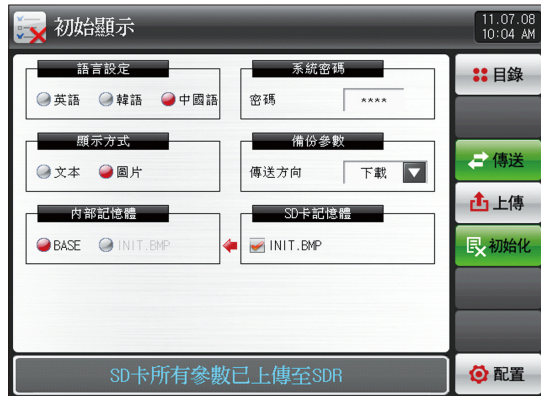 初始顯示
11.07.08
10:04 AM
語言設定
英語 韓語 中國語
系統密碼
密碼 ****
顯示方式
文本 圖片
備份參數
傳送方向 下載
內部記憶體
BASE INIT.BMP
SD卡記憶體
INIT.BMP
目錄
傳送
上傳
初始化
配置
SD卡所有參數已上傳至SDR